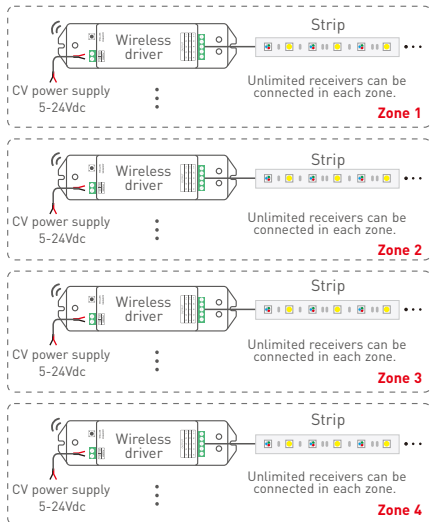 Strip
Wireless
driver
CV power supply
5-24Vdc
Unlimited receivers can be
connected in each zone.
Zone 1
Strip
Wireless
driver
CV power supply
5-24Vdc
Unlimited receivers can be
connected in each zone.
Zone 2
Strip
Wireless
driver
CV power supply
5-24Vdc
Unlimited receivers can be
connected in each zone.
Zone 3
Strip
Wireless
driver
CV power supply
5-24Vdc
Unlimited receivers can be
connected in each zone.
Zone 4